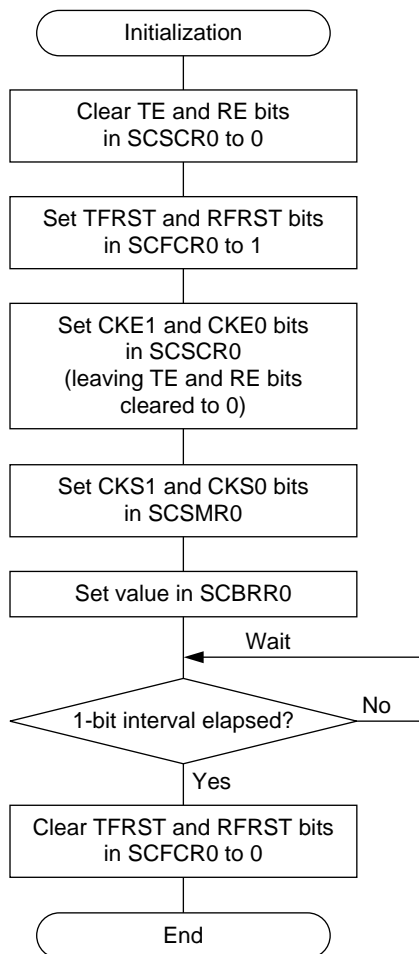 Initialization
Clear TE and RE bits
in SCSCR0 to 0
Set TFRST and RFRST bits
in SCFCR0 to 1
Set CKE1 and CKE0 bits
in SCSCR0
(leaving TE and RE bits
cleared to 0)
Set CKS1 and CKS0 bits
in SCSMR0
Set value in SCBRR0
Wait
1-bit interval elapsed?
No
Yes
Clear TFRST and RFRST bits
in SCFCR0 to 0
End